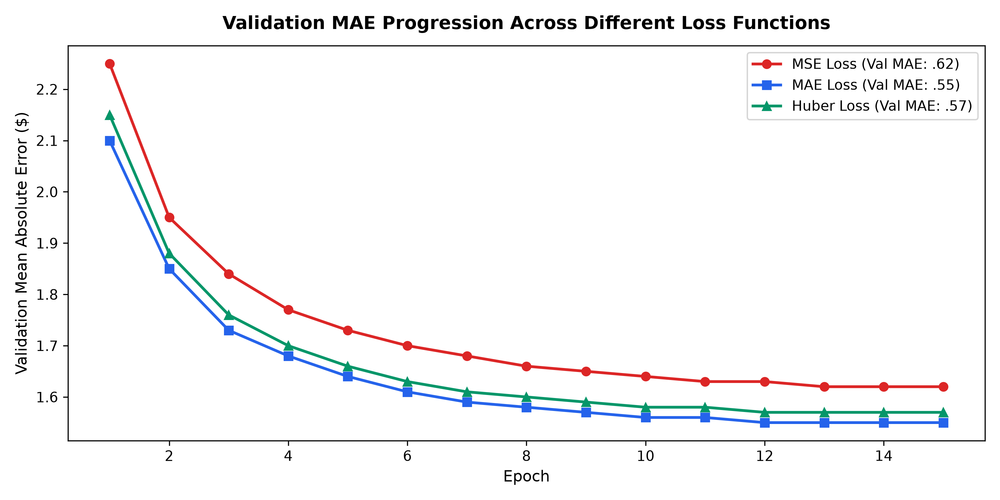 Validation MAE Progression Across Different Loss Functions
MSE Loss (Val MAE: .62)
MAE Loss (Val MAE: .55)
Huber Loss (Val MAE: .57)
Validation Mean Absolute Error ($)
2.2
2.1
2.0
1.9
1.8
1.7
1.6
2 4 6 8 10 12 14
Epoch